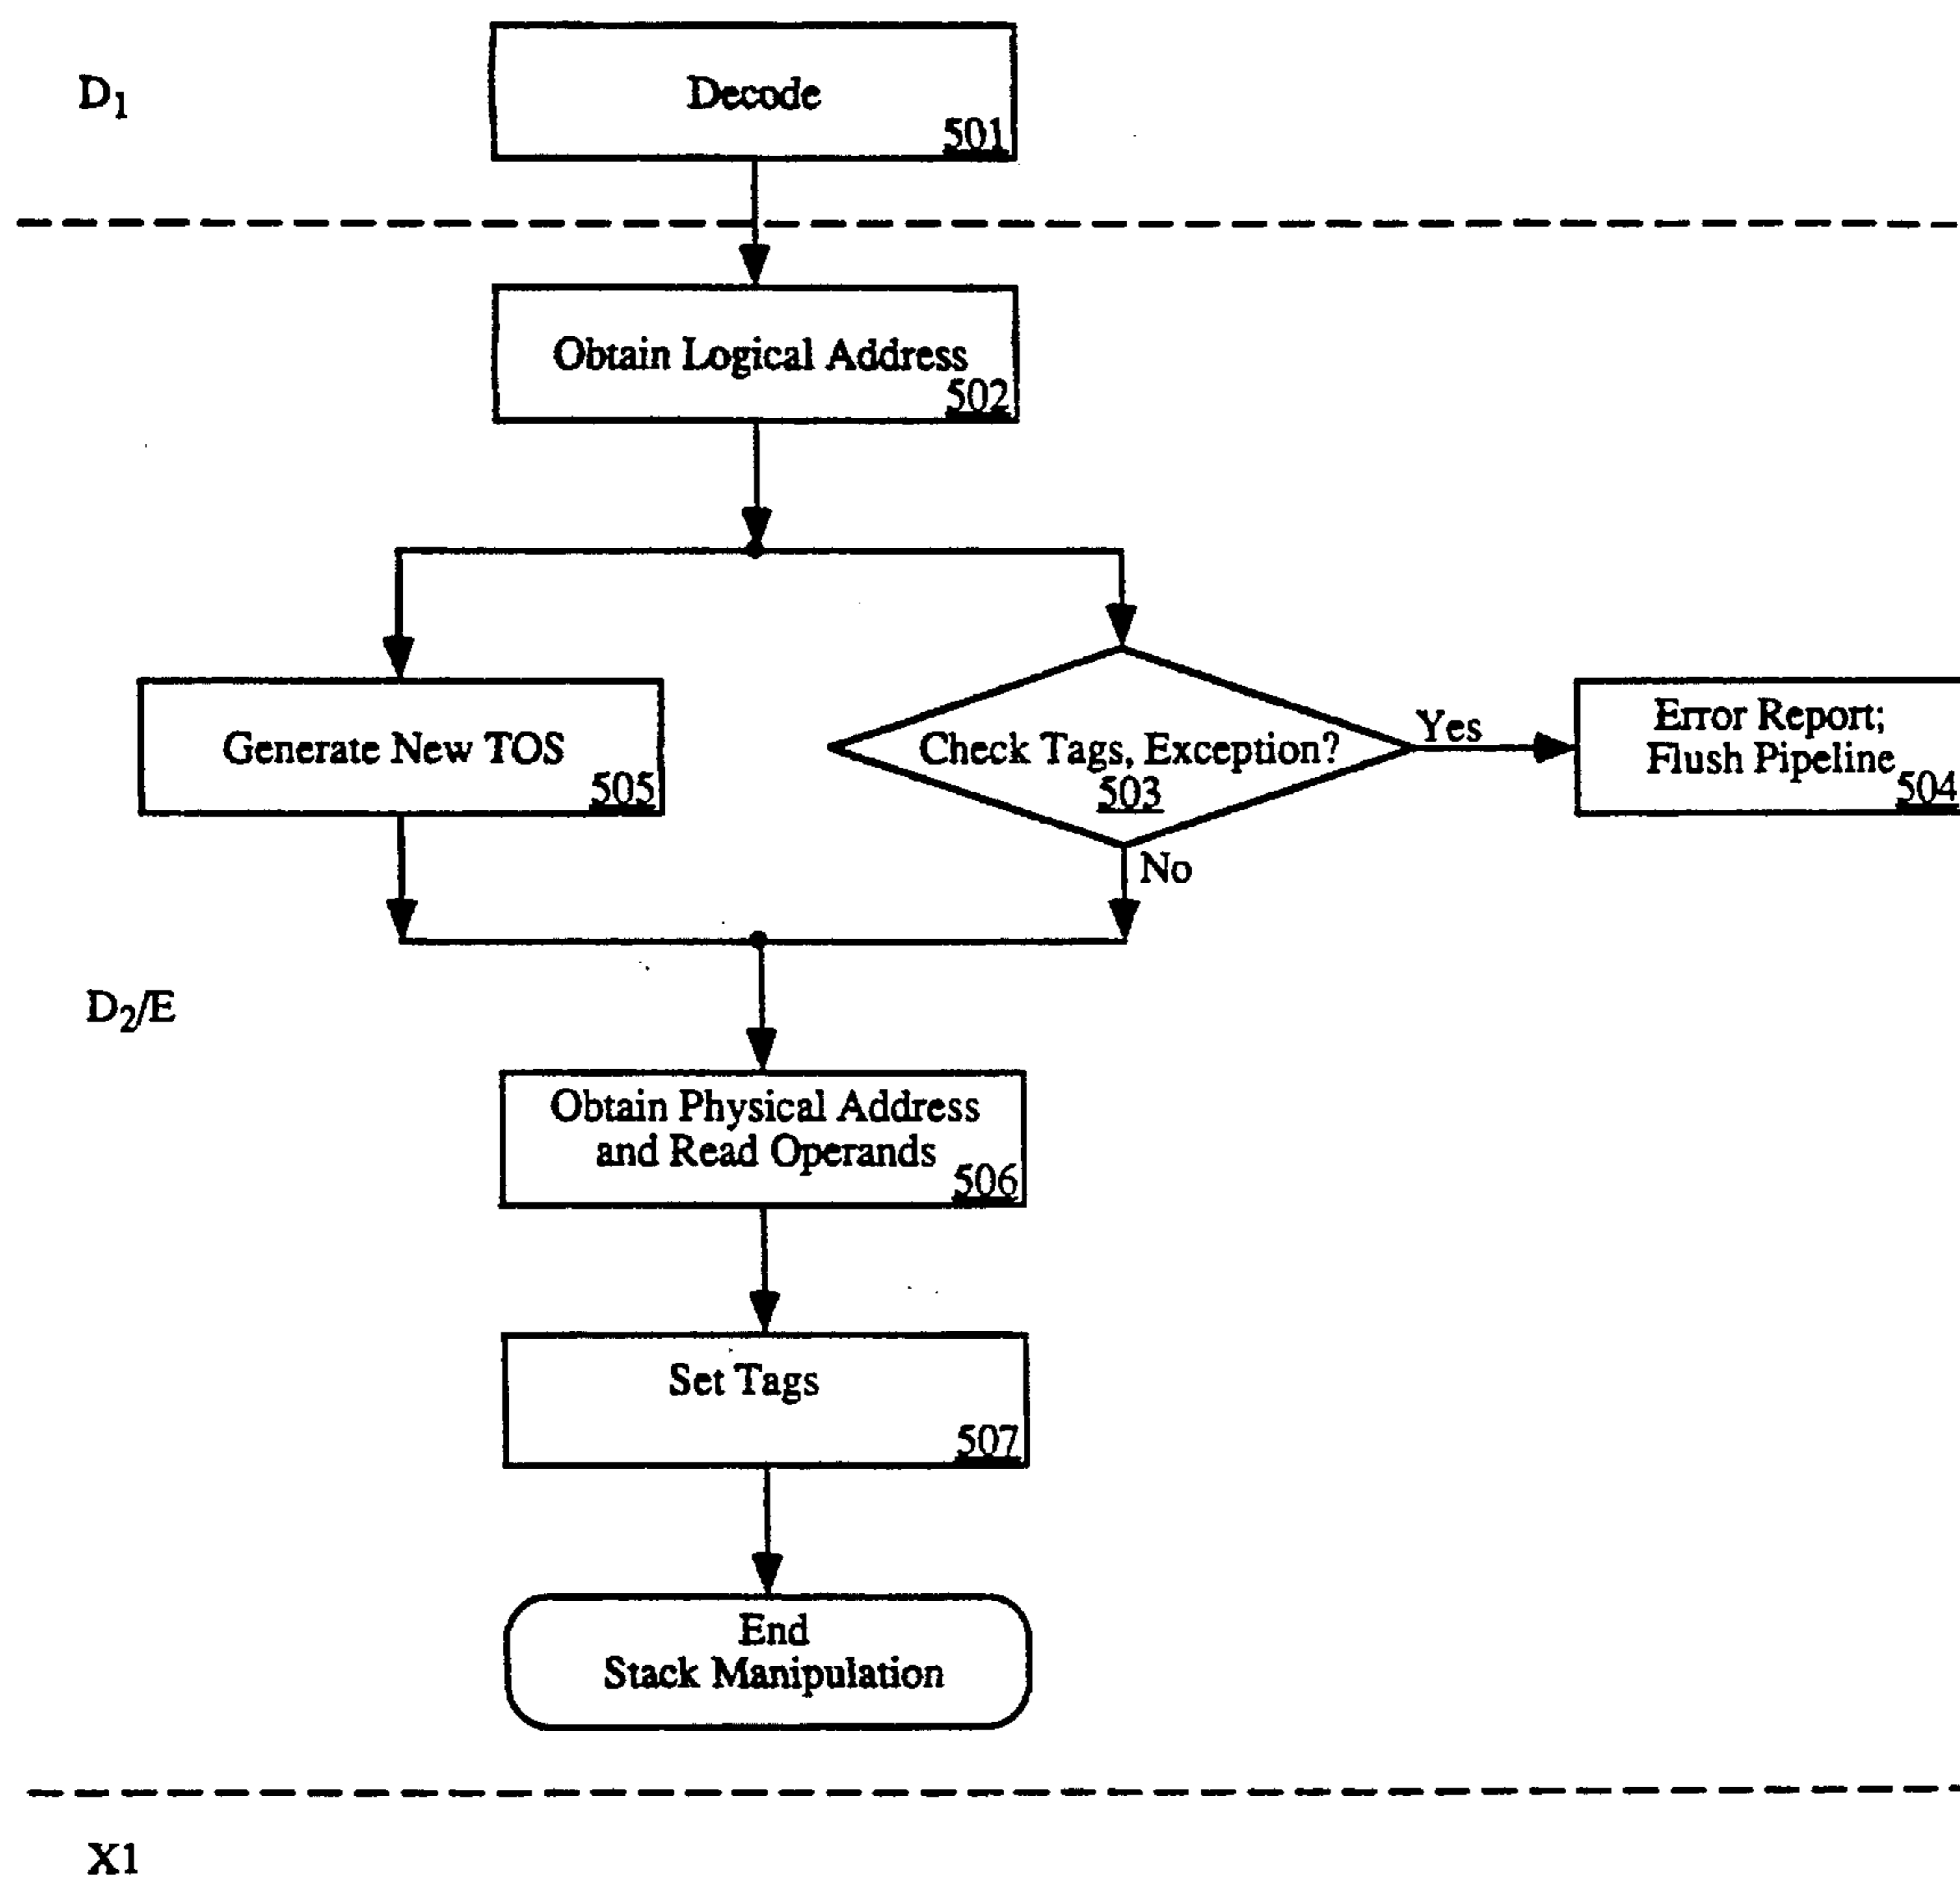 D1
Decode
501
Obtain Logical Address
502
Generate New TOS
505
Check Tags, Exception?
503
Yes
Error Report;
Flush Pipeline
504
No
D2/E
Obtain Physical Address
and Read Operands
506
Set Tags
507
End
Stack Manipulation
X1